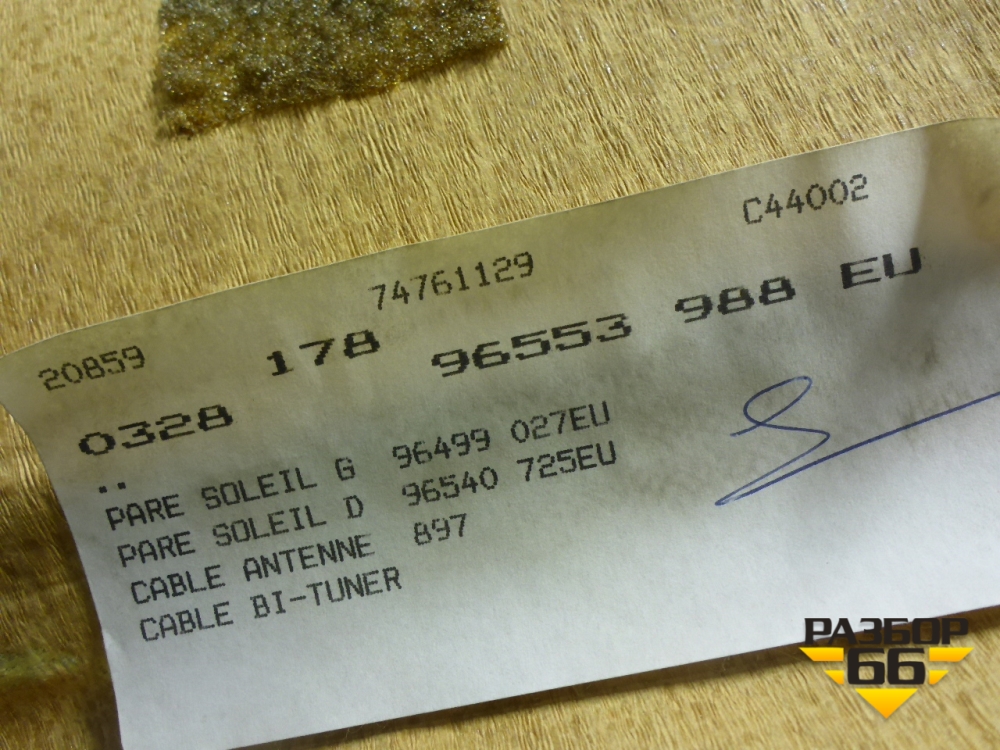 C44002
74761129
20859 178 96553 988 EU
0328
..
PARE SOLEIL G 96499 027EU
PARE SOLEIL D 96540 725EU
CABLE ANTENNE 897
CABLE BI-TUNER
РАЗБОР
66